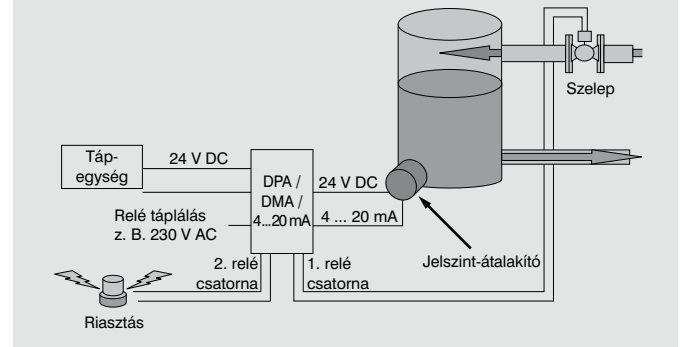 Szelep
Táp-
egység
24 V DC
DPA /
DMA /
4...20 mA
24 V DC
4 ... 20 mA
Relé táplálás
z. B. 230 V AC
2. relé
csatorna
1. relé
csatorna
Jelszint-átalakító
Riasztás